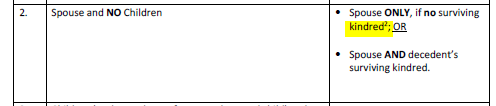 2. Spouse and NO Children
• Spouse ONLY, if no surviving
kindred²; OR
• Spouse AND decedent's
surviving kindred.